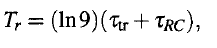 T_r = (ln 9)(τ_tr + τ_RC),